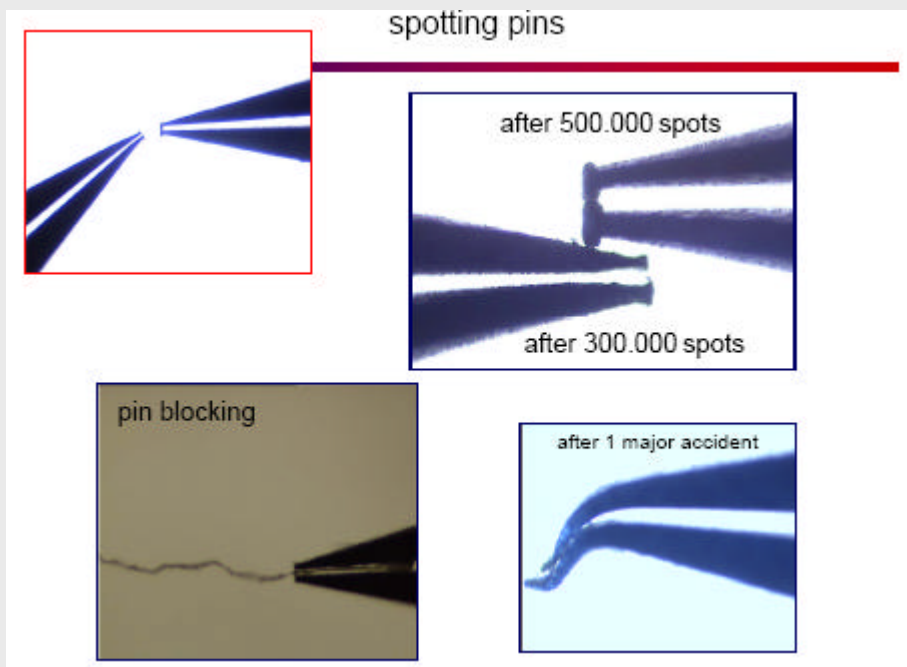 spotting pins
after 500.000 spots
after 300.000 spots
pin blocking
after 1 major accident